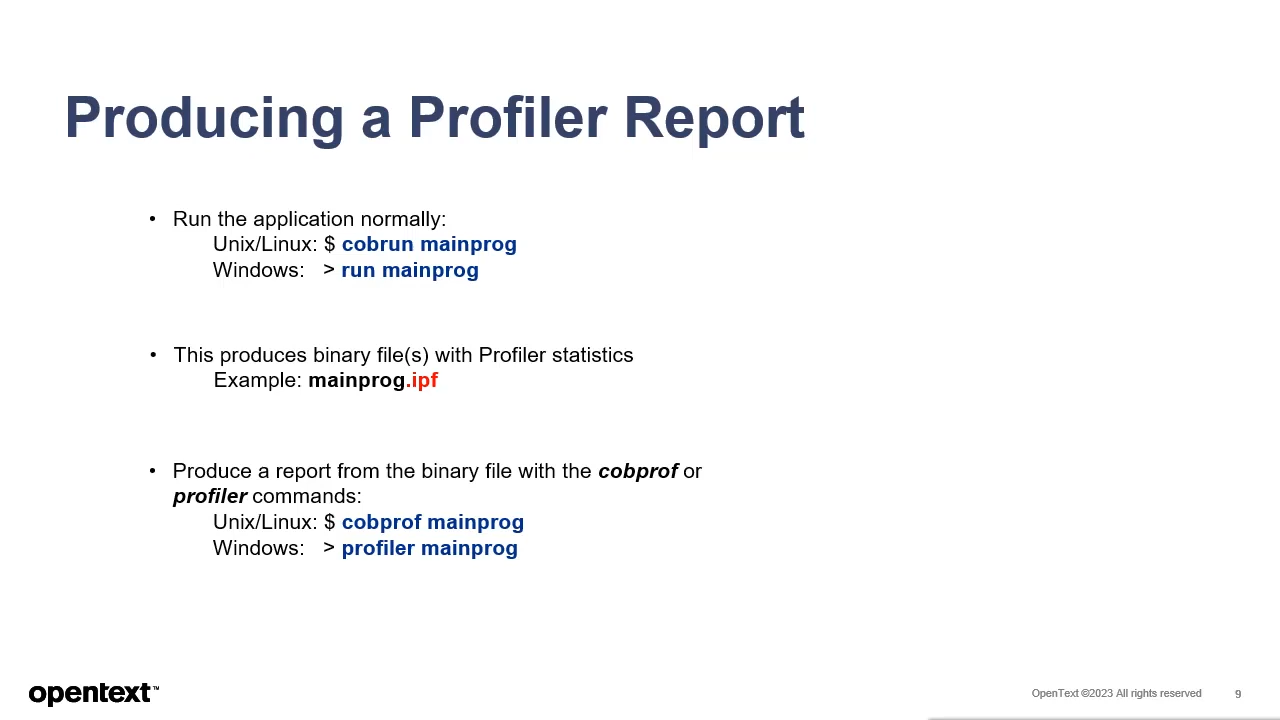 Producing a Profiler Report
• Run the application normally:
Unix/Linux: $ cobrun mainprog
Windows: > run mainprog
• This produces binary file(s) with Profiler statistics
Example: mainprog.ipf
• Produce a report from the binary file with the cobprof or
profiler commands:
Unix/Linux: $ cobprof mainprog
Windows: > profiler mainprog
opentext™
OpenText ©2023 All rights reserved
9